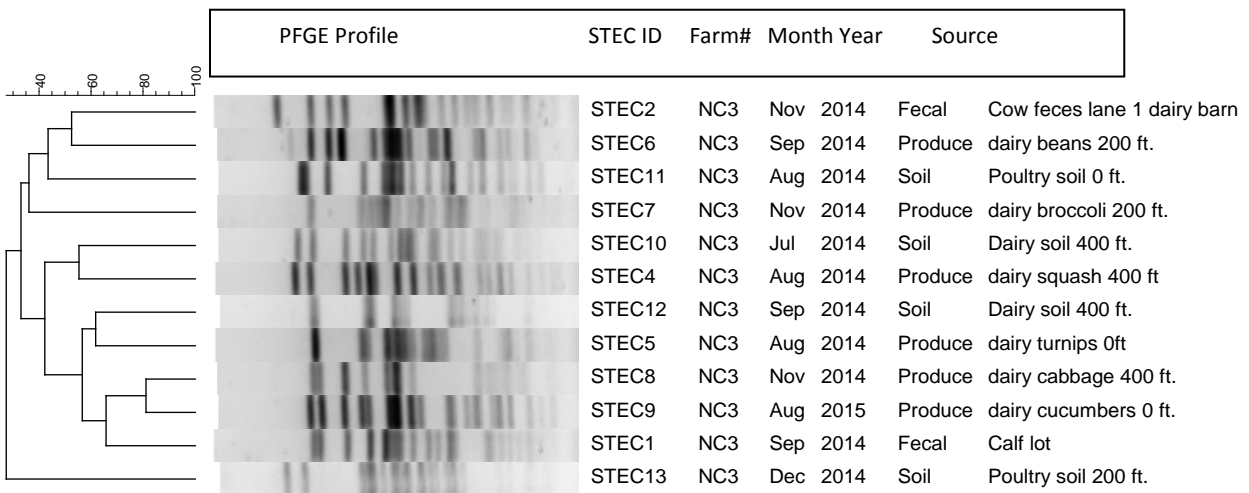 PFGE Profile STEC ID Farm# Month Year Source
40 60 80 100
STEC2 NC3 Nov 2014 Fecal Cow feces lane 1 dairy barn
STEC6 NC3 Sep 2014 Produce dairy beans 200 ft.
STEC11 NC3 Aug 2014 Soil Poultry soil 0 ft.
STEC7 NC3 Nov 2014 Produce dairy broccoli 200 ft.
STEC10 NC3 Jul 2014 Soil Dairy soil 400 ft.
STEC4 NC3 Aug 2014 Produce dairy squash 400 ft
STEC12 NC3 Sep 2014 Soil Dairy soil 400 ft.
STEC5 NC3 Aug 2014 Produce dairy turnips 0ft
STEC8 NC3 Nov 2014 Produce dairy cabbage 400 ft.
STEC9 NC3 Aug 2015 Produce dairy cucumbers 0 ft.
STEC1 NC3 Sep 2014 Fecal Calf lot
STEC13 NC3 Dec 2014 Soil Poultry soil 200 ft.